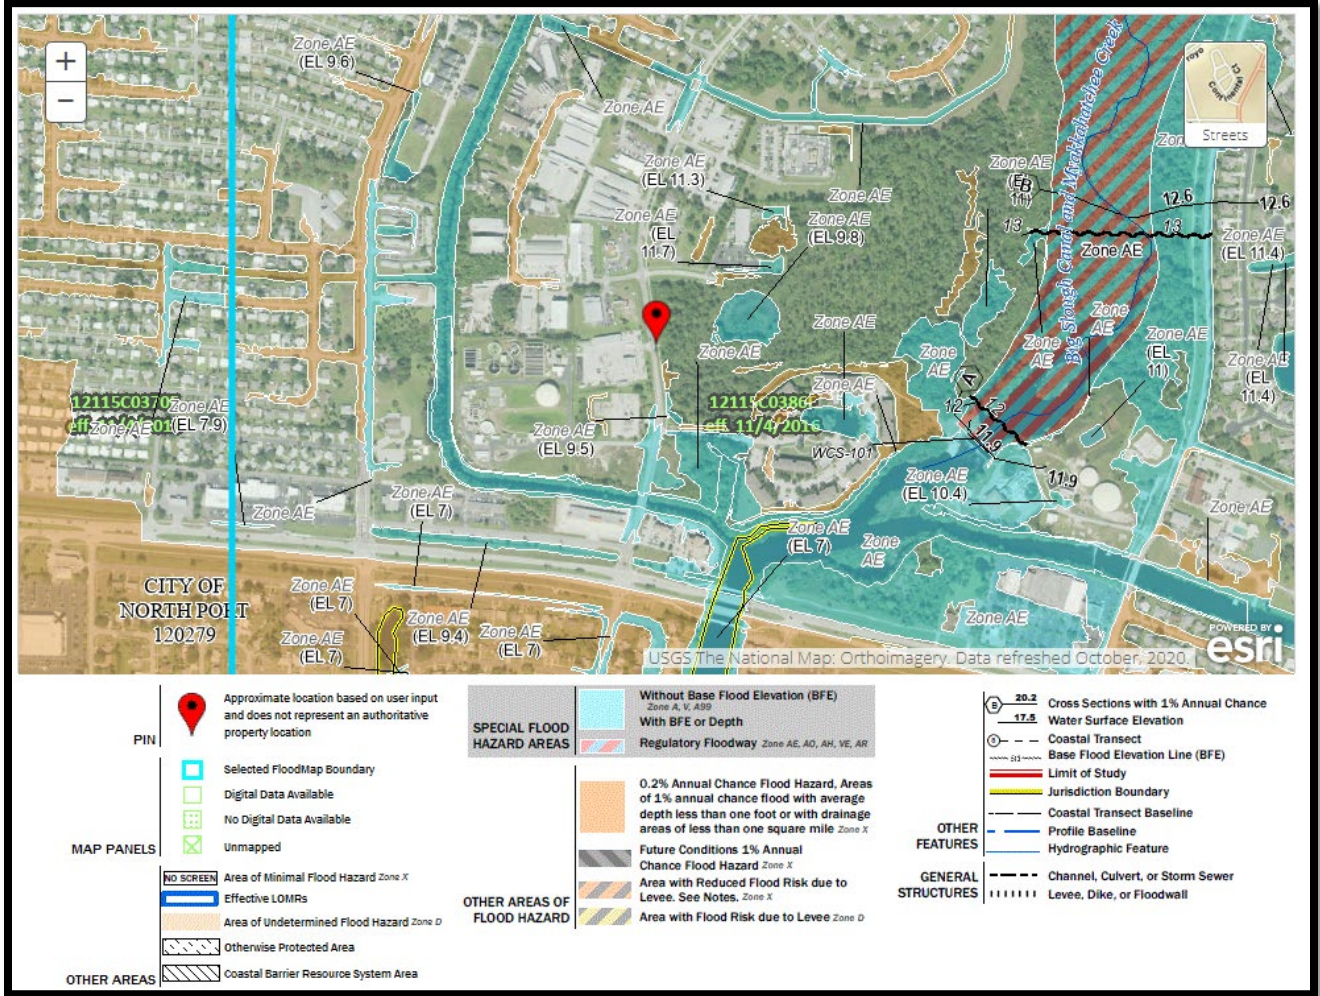 +
−
Zone AE
(EL 9.6)
Zone AE
Zone AE
(EL 11.3)
Zone AE
Zone AE
(EL
11.7)
Zone AE
(EL 9.8)
Zone AE
11)
B
12.6
12.6
13
13
Zone AE
Zone AE
(EL 11.4)
Big Slough Canal and Myakkahatchee Creek
Streets
Zone AE
Zone AE
Zone
AE
Zone
AE
Zone
AE
Zone AE
(EL
11)
Zone AE
(EL
11.4)
Zone AE
A
12
12
11.9
11.9
12115C0370
Zone AE
(EL 7.9)
Zone AE
eff. 11/4/2016
Zone AE
(EL 9.5)
WCS-101
Zone AE
(EL 10.4)
Zone AE
(EL 7)
Zone AE
Zone AE
(EL 7)
Zone
AE
Zone AE
CITY OF
NORTH PORT
120279
Zone AE
(EL 7)
Zone AE
(EL 7)
Zone AE
(EL 9.4)
Zone AE
(EL 7)
Zone AE
POWERED BY
esri
USGS The National Map: Orthoimagery. Data refreshed October, 2020.
PIN
Approximate location based on user input
and does not represent an authoritative
property location
MAP PANELS
Selected FloodMap Boundary
Digital Data Available
No Digital Data Available
Unmapped
OTHER AREAS
NO SCREEN Area of Minimal Flood Hazard Zone X
Effective LOMRs
Area of Undetermined Flood Hazard Zone D
Otherwise Protected Area
Coastal Barrier Resource System Area
SPECIAL FLOOD
HAZARD AREAS
Without Base Flood Elevation (BFE)
Zone A, V, A99
With BFE or Depth
Regulatory Floodway Zone AE, AO, AH, VE, AR
OTHER AREAS OF
FLOOD HAZARD
0.2% Annual Chance Flood Hazard, Areas
of 1% annual chance flood with average
depth less than one foot or with drainage
areas of less than one square mile Zone X
Future Conditions 1% Annual
Chance Flood Hazard Zone X
Area with Reduced Flood Risk due to
Levee. See Notes. Zone X
Area with Flood Risk due to Levee Zone D
OTHER
FEATURES
B 20.2 Cross Sections with 1% Annual Chance
17.5 Water Surface Elevation
8 Coastal Transect
513 Base Flood Elevation Line (BFE)
Limit of Study
Jurisdiction Boundary
Coastal Transect Baseline
Profile Baseline
Hydrographic Feature
GENERAL
STRUCTURES
Channel, Culvert, or Storm Sewer
Levee, Dike, or Floodwall